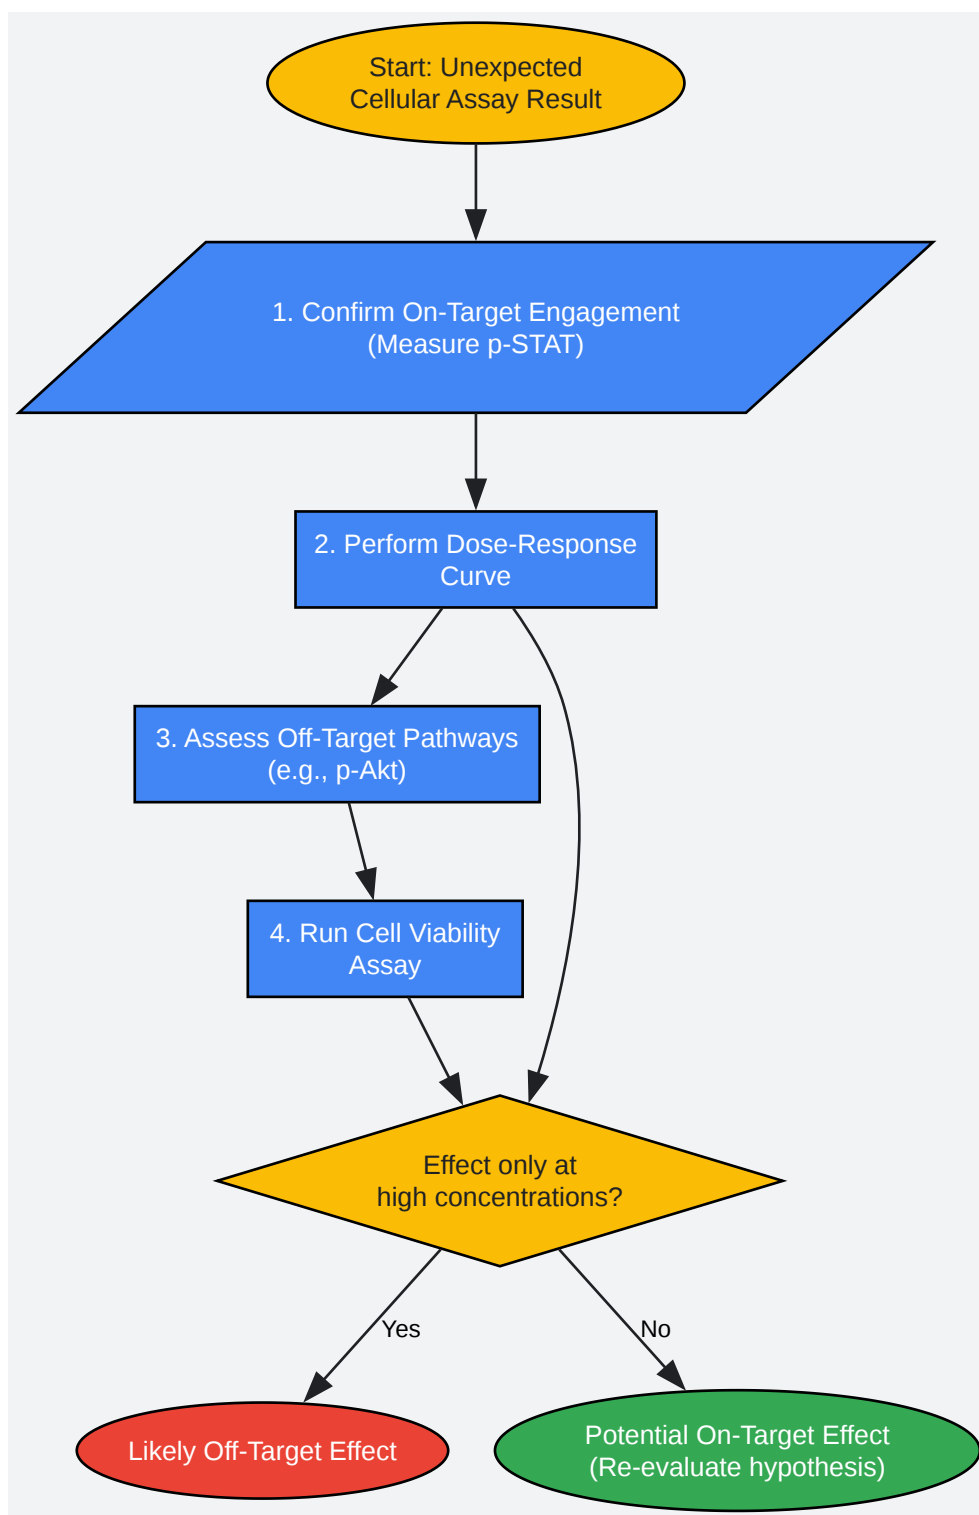 Start: Unexpected
Cellular Assay Result
1. Confirm On-Target Engagement
(Measure p-STAT)
2. Perform Dose-Response
Curve
3. Assess Off-Target Pathways
(e.g., p-Akt)
4. Run Cell Viability
Assay
Effect only at
high concentrations?
Yes
No
Likely Off-Target Effect
Potential On-Target Effect
(Re-evaluate hypothesis)